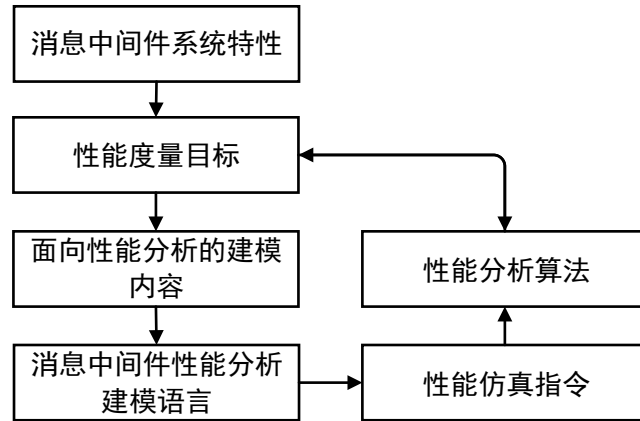 消息中间件系统特性
性能度量目标
面向性能分析的建模
内容
性能分析算法
消息中间件性能分析
建模语言
性能仿真指令